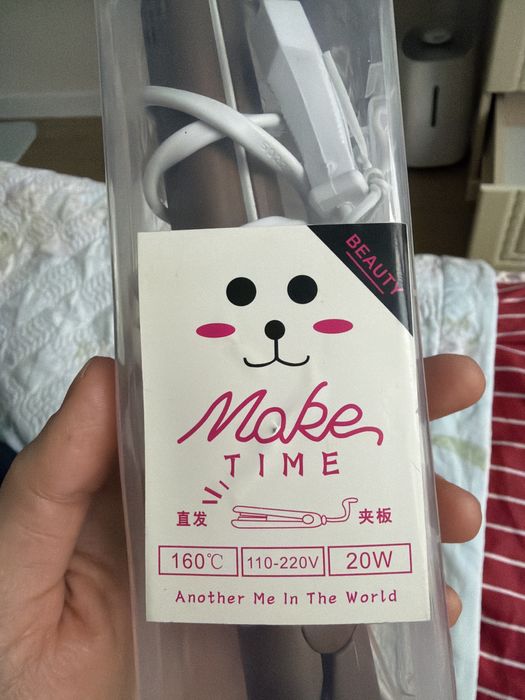 BEAUTY
Make
TIME
直发 夹板
160℃ 110-220V 20W
Another Me In The World